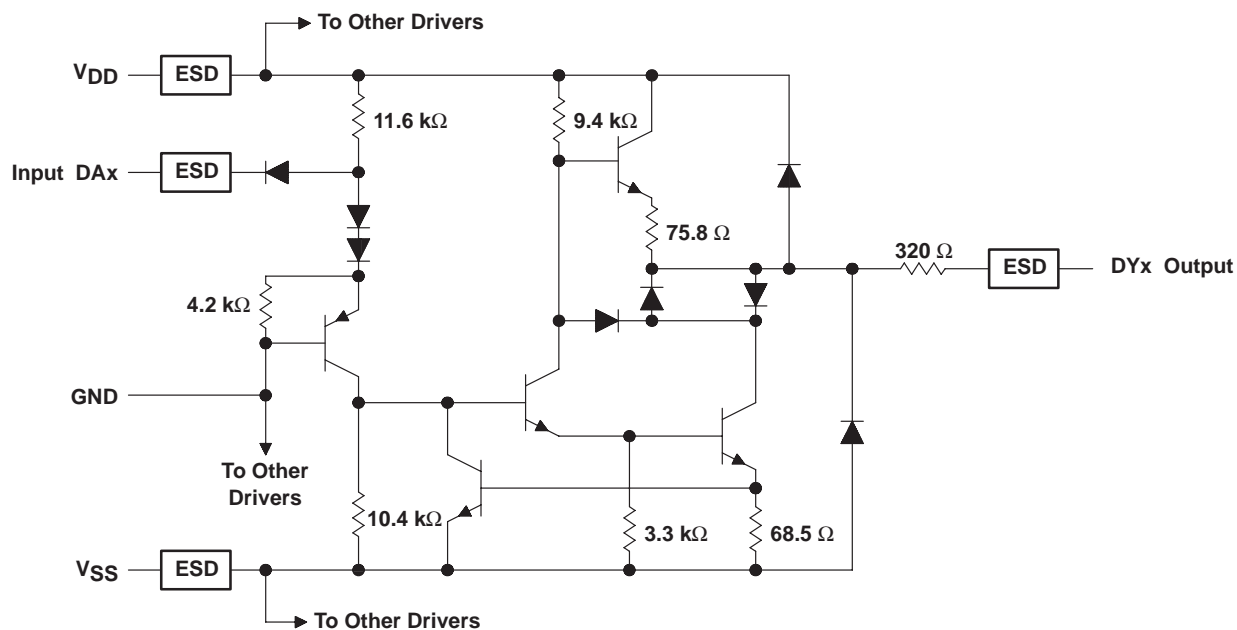 To Other Drivers
VDD
ESD
11.6 kΩ
9.4 kΩ
Input DAx
ESD
75.8 Ω
320 Ω
ESD
DYx Output
4.2 kΩ
GND
To Other
Drivers
10.4 kΩ
3.3 kΩ
68.5 Ω
VSS
ESD
To Other Drivers